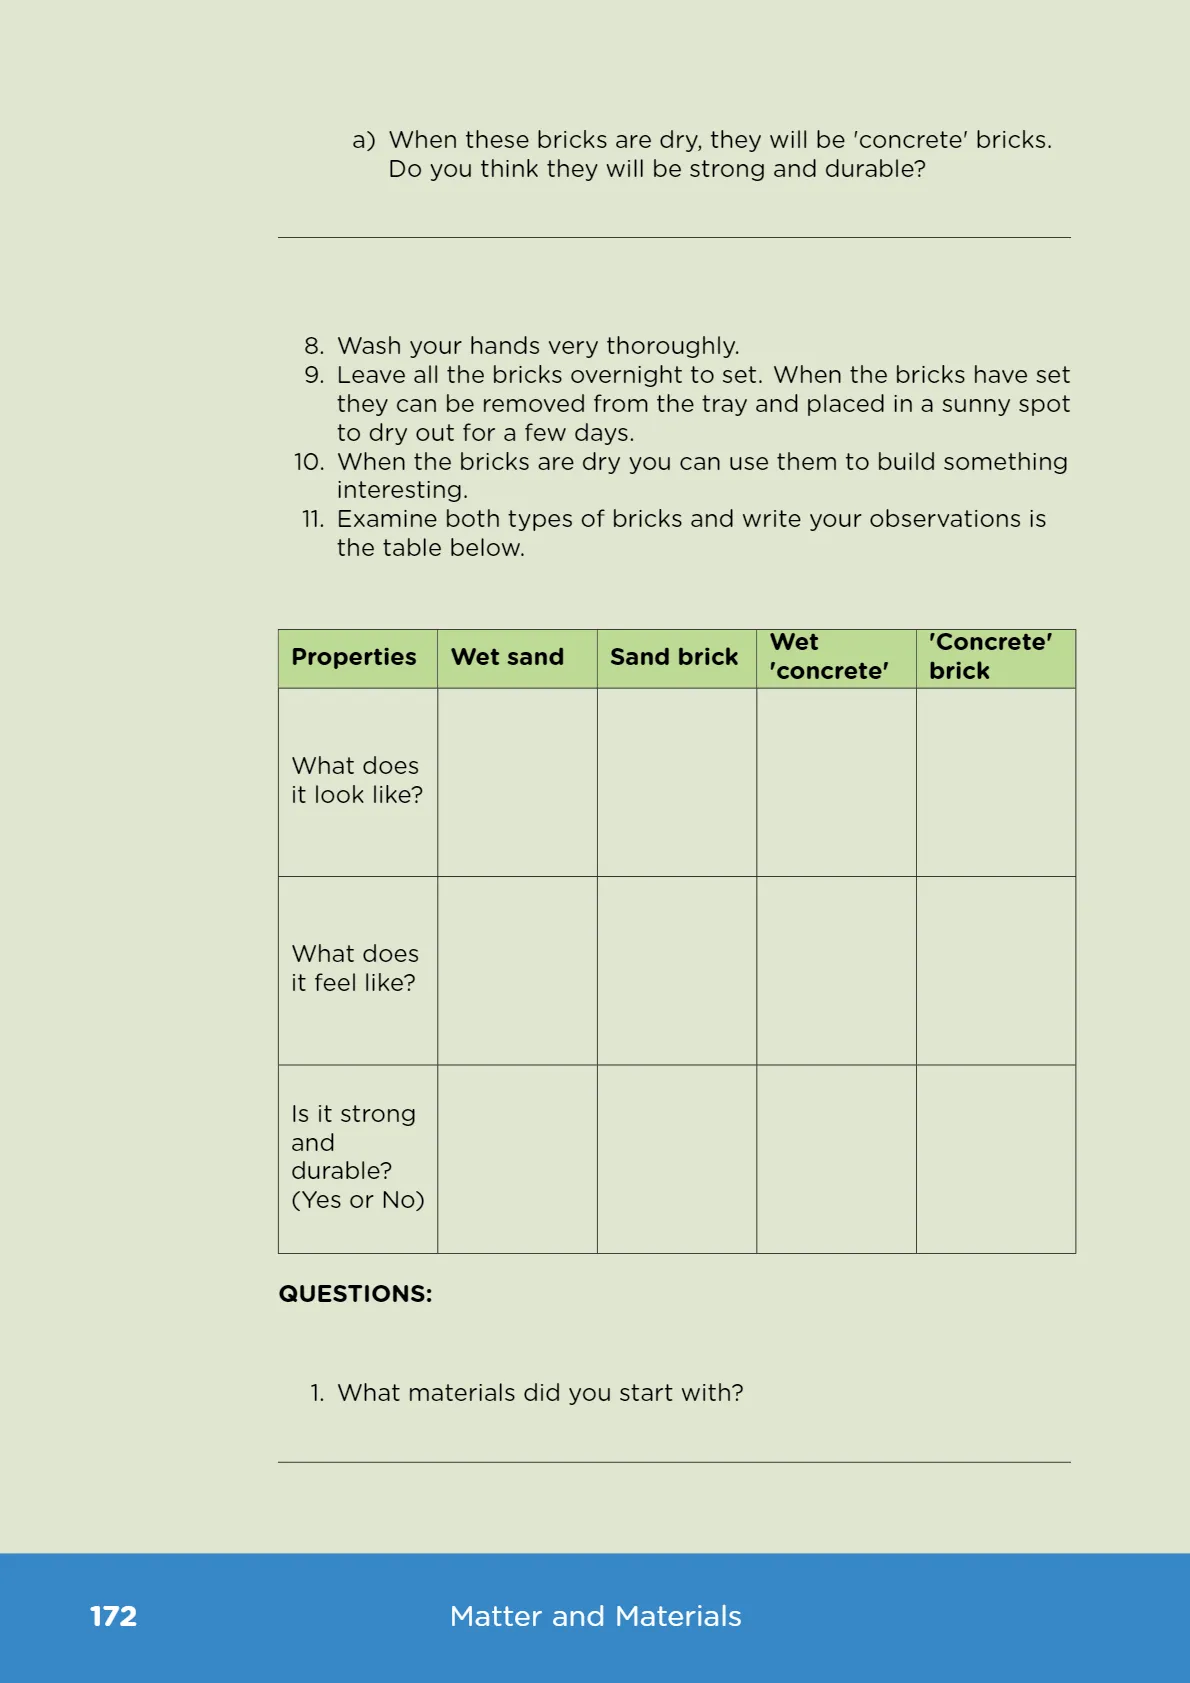 a) When these bricks are dry, they will be 'concrete' bricks.
Do you think they will be strong and durable?
8. Wash your hands very thoroughly.
9. Leave all the bricks overnight to set. When the bricks have set
they can be removed from the tray and placed in a sunny spot
to dry out for a few days.
10. When the bricks are dry you can use them to build something
interesting.
11. Examine both types of bricks and write your observations is
the table below.
Properties
Wet sand
Sand brick
Wet
'concrete'
'Concrete'
brick
What does
it look like?
What does
it feel like?
Is it strong
and
durable?
(Yes or No)
QUESTIONS:
1. What materials did you start with?
172
Matter and Materials